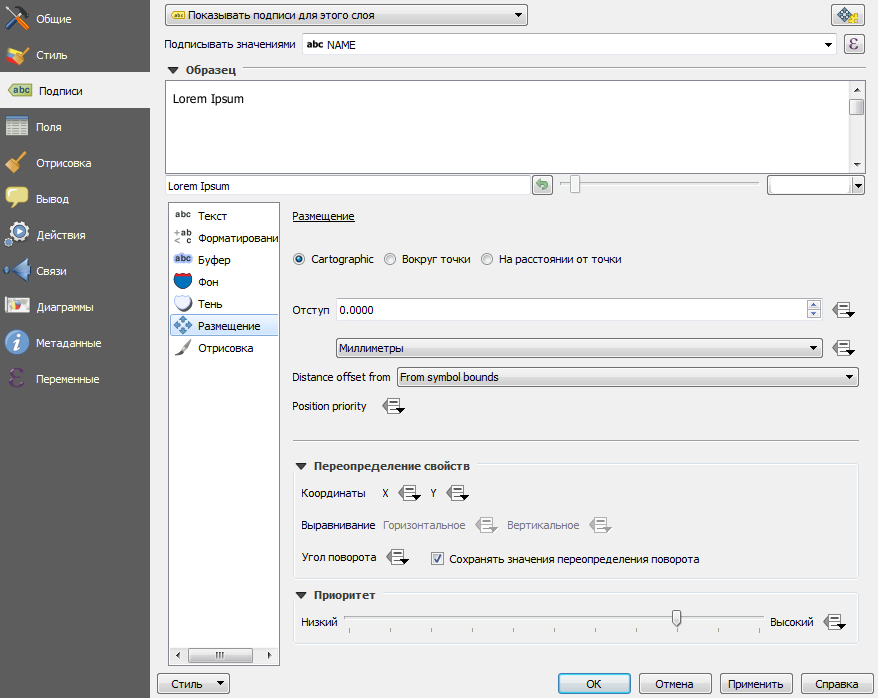 Общие
Стиль
abc Подписи
Поля
Отрисовка
Вывод
Действия
Связи
Диаграммы
Метаданные
Переменные
abc Показывать подписи для этого слоя
Подписывать значениями abc NAME ε
Образец
Lorem Ipsum
Lorem Ipsum
abc Текст
+ab < c Форматировани
abc Буфер
Фон
Тень
Размещение
Отрисовка
Размещение
Cartographic Вокруг точки На расстоянии от точки
Отступ 0.0000
Миллиметры
Distance offset from From symbol bounds
Position priority
Переопределение свойств
Координаты X Y
Выравнивание Горизонтальное Вертикальное
Угол поворота Сохранять значения переопределения поворота
Приоритет
Низкий Высокий
Стиль OK Отмена Применить Справка